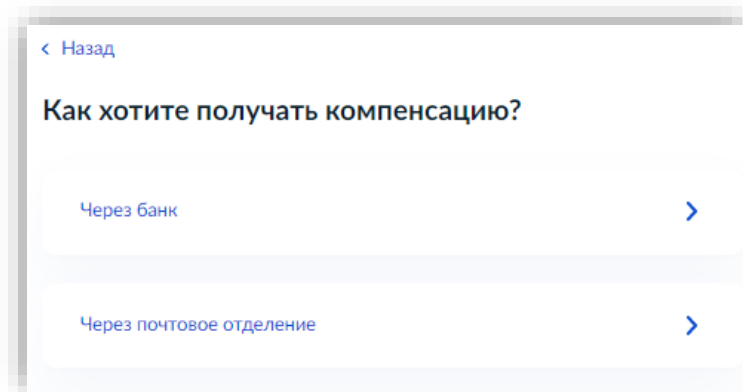 Назад
Как хотите получать компенсацию?
Через банк
Через почтовое отделение